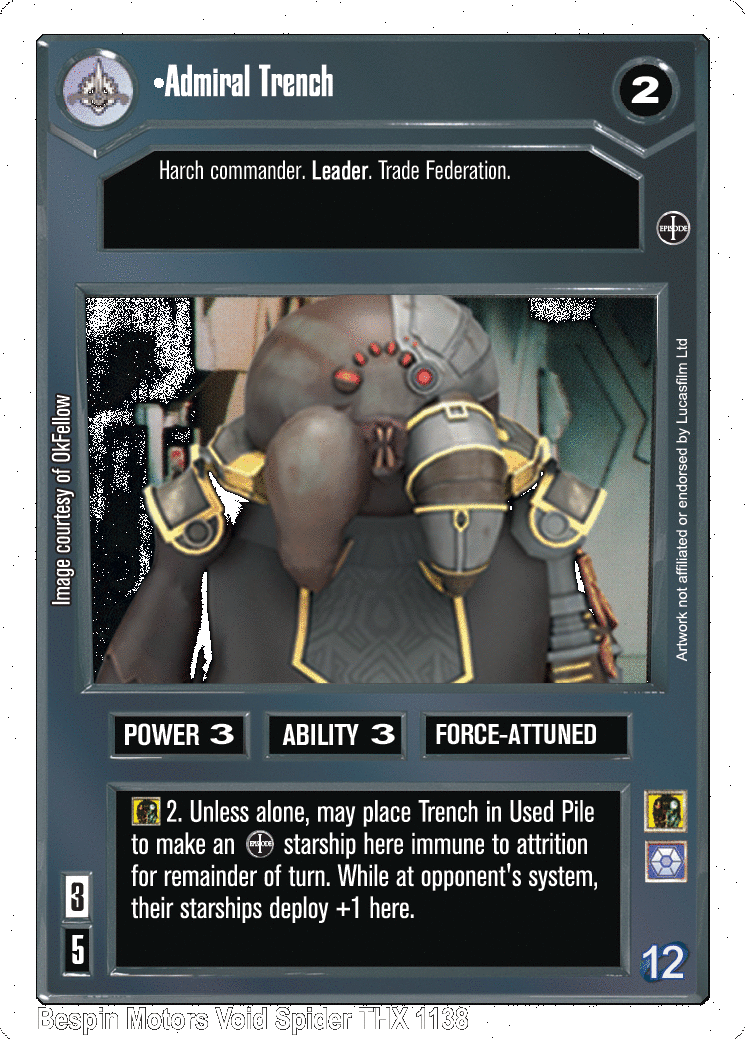 •Admiral Trench
2
Harch commander. Leader. Trade Federation.
EPISODE I
Image courtesy of OkFellow
Artwork not affiliated or endorsed by Lucasfilm Ltd
POWER 3
ABILITY 3
FORCE-ATTUNED
2. Unless alone, may place Trench in Used Pile
to make an EPISODE I starship here immune to attrition
for remainder of turn. While at opponent's system,
their starships deploy +1 here.
3
5
12
Bespin Motors Void Spider THX 1138